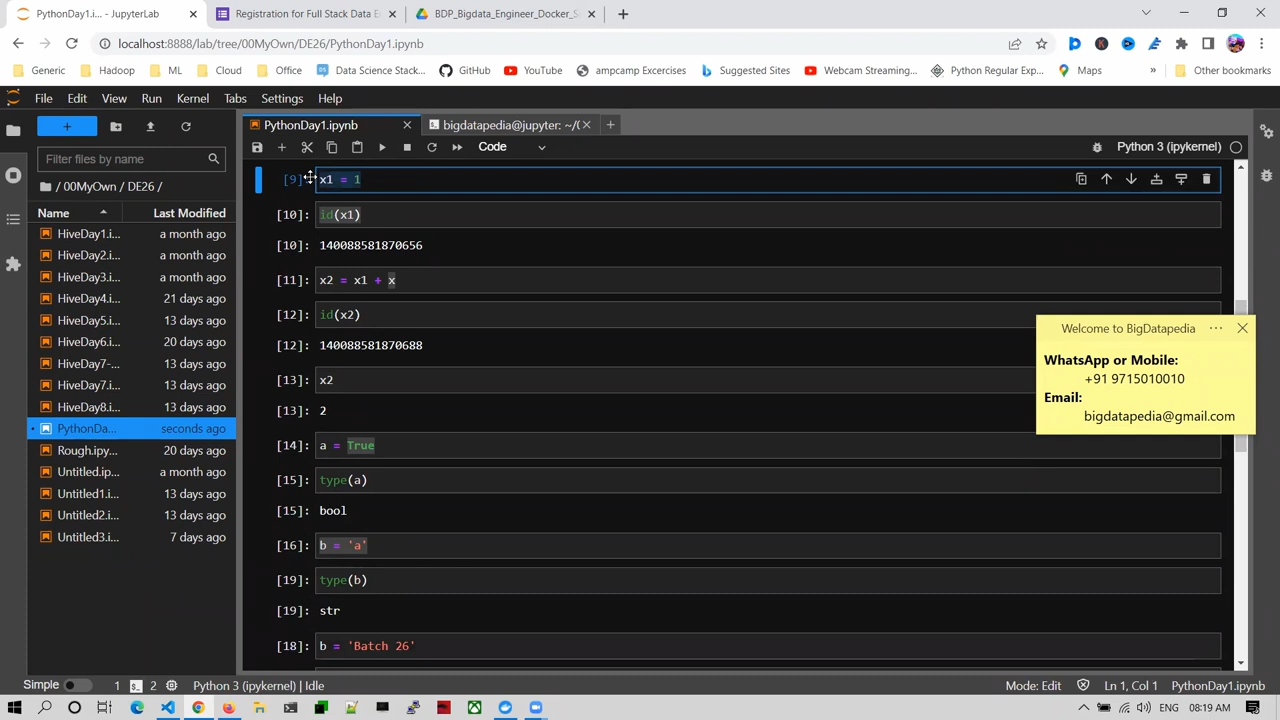 PythonDay1.i... - JupyterLab
Registration for Full Stack Data E
BDP_Bigdata_Engineer_Docker_S
localhost:8888/lab/tree/00MyOwn/DE26/PythonDay1.ipynb
Generic
Hadoop
ML
Cloud
Office
Data Science Stack...
GitHub
YouTube
ampcamp Excercises
Suggested Sites
Webcam Streaming...
Python Regular Exp...
Maps
»
Other bookmarks
File Edit View Run Kernel Tabs Settings Help
PythonDay1.ipynb
bigdatapedia@jupyter: ~/(
Code
Python 3 (ipykernel)
Filter files by name
/ 00MyOwn / DE26 /
Name Last Modified
HiveDay1.i... a month ago
HiveDay2.i... a month ago
HiveDay3.i... a month ago
HiveDay4.i... 21 days ago
HiveDay5.i... 13 days ago
HiveDay6.i... 20 days ago
HiveDay7-... 13 days ago
HiveDay7.i... 13 days ago
HiveDay8.i... 13 days ago
PythonDa... seconds ago
Rough.ipy... 20 days ago
Untitled.ip... a month ago
Untitled1.i... 13 days ago
Untitled2.i... 13 days ago
Untitled3.i... 7 days ago
[9]: x1 = 1
[10]: id(x1)
[10]: 140088581870656
[11]: x2 = x1 + x
[12]: id(x2)
[12]: 140088581870688
[13]: x2
[13]: 2
[14]: a = True
[15]: type(a)
[15]: bool
[16]: b = 'a'
[19]: type(b)
[19]: str
[18]: b = 'Batch 26'
Welcome to BigDatapedia
WhatsApp or Mobile:
+91 9715010010
Email:
bigdatapedia@gmail.com
Simple 1 2 Python 3 (ipykernel) | Idle
Mode: Edit Ln 1, Col 1 PythonDay1.ipynb
ENG 08:19 AM